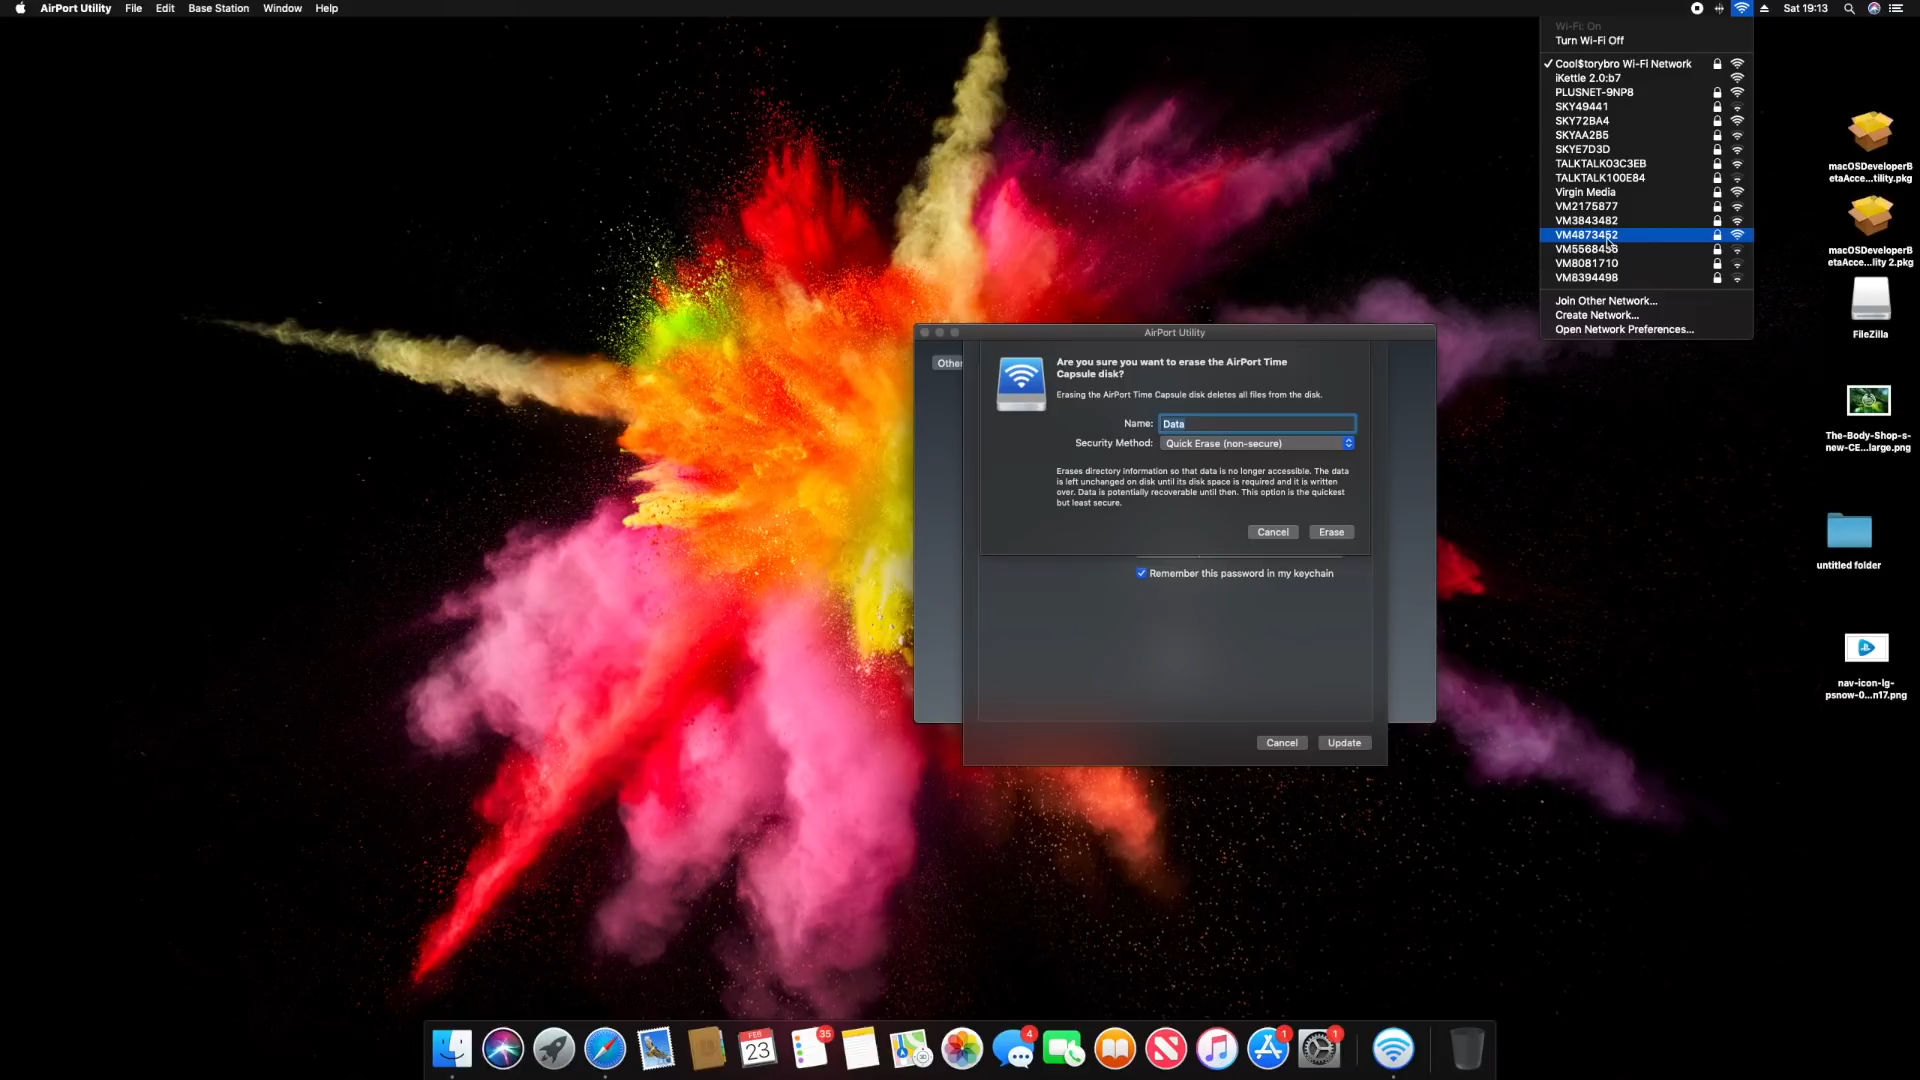 AirPort Utility File Edit Base Station Window Help
Sat 19:13
Wi-Fi: On
Turn Wi-Fi Off
Cool$torybro Wi-Fi Network
iKettle 2.0:b7
PLUSNET-9NP8
SKY49441
SKY72BA4
SKYAA2B5
SKYE7D3D
TALKTALK03C3EB
TALKTALK100E84
Virgin Media
VM2175877
VM3843482
VM4873452
VM5568456
VM8081710
VM8394498
Join Other Network...
Create Network...
Open Network Preferences...
macOSDeveloperB
etaAcce...tility.pkg
macOSDeveloperB
etaAcce...lity 2.pkg
FileZilla
The-Body-Shop-s-
new-CE...large.png
untitled folder
nav-icon-lg-
psnow-0...n17.png
AirPort Utility
Other
Are you sure you want to erase the AirPort Time
Capsule disk?
Erasing the AirPort Time Capsule disk deletes all files from the disk.
Name: Data
Security Method: Quick Erase (non-secure)
Erases directory information so that data is no longer accessible. The data
is left unchanged on disk until its disk space is required and it is written
over. Data is potentially recoverable until then. This option is the quickest
but least secure.
Cancel Erase
Remember this password in my keychain
Cancel Update
FEB
23
35
3D
4
1
1